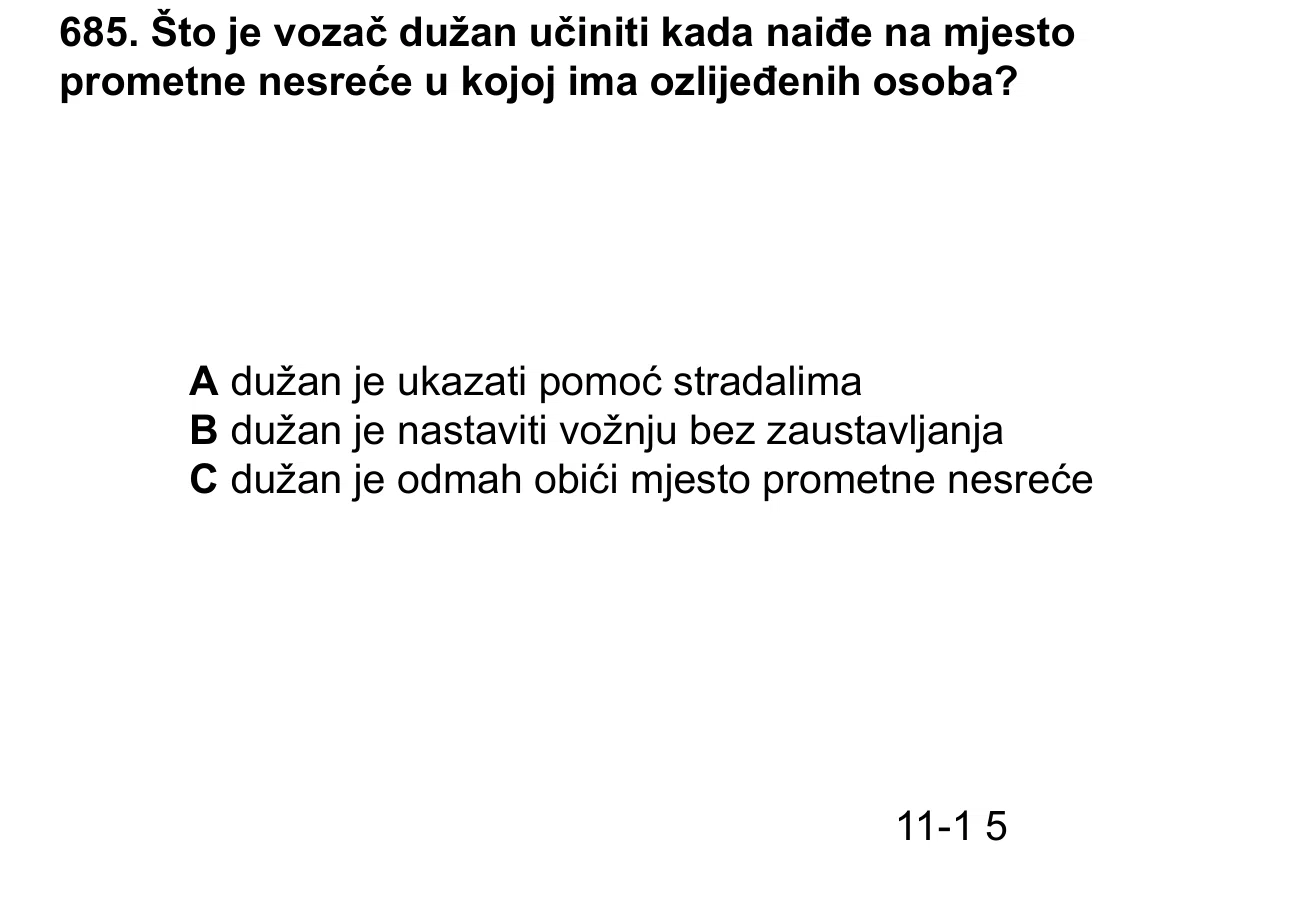 685. Što je vozač dužan učiniti kada naiđe na mjesto
prometne nesreće u kojoj ima ozlijeđenih osoba?
A dužan je ukazati pomoć stradalima
B dužan je nastaviti vožnju bez zaustavljanja
C dužan je odmah obići mjesto prometne nesreće
11-1 5